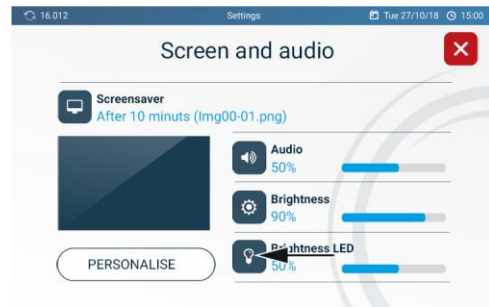 16.012 Settings Tue 27/10/18 15:00
Screen and audio
Screensaver
After 10 minuts (Img00-01.png)
Audio
50%
Brightness
90%
Brightness LED
50%
PERSONALISE